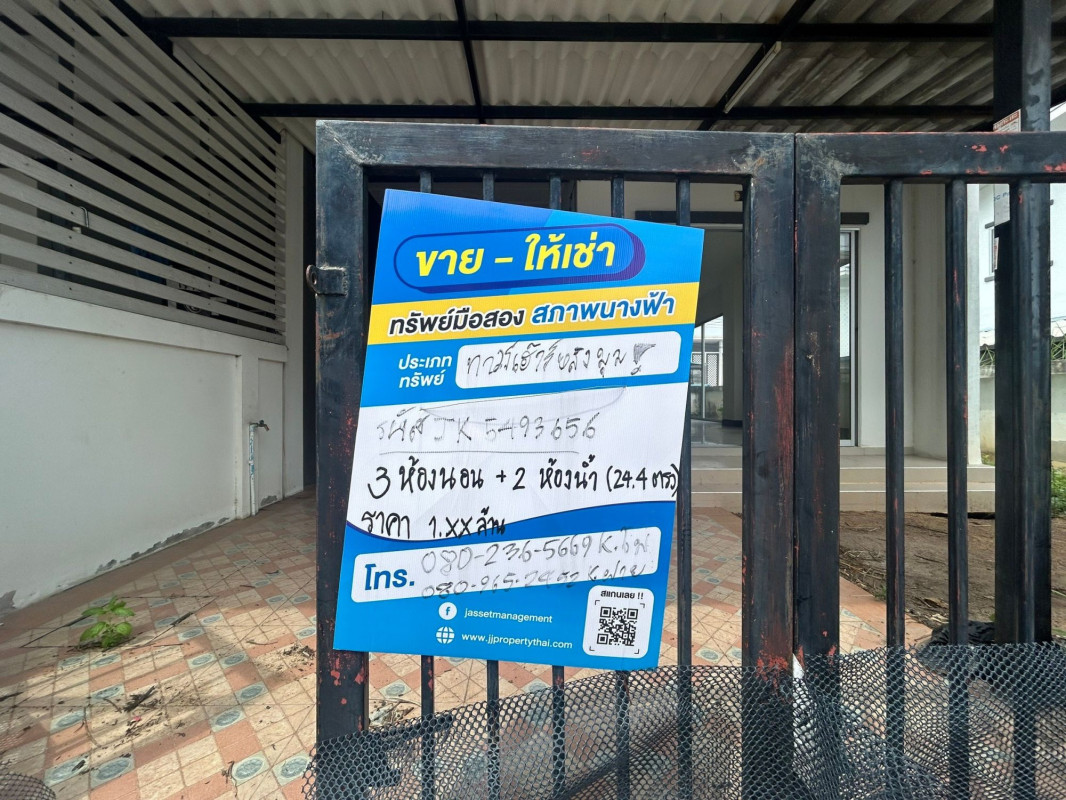 ขาย - ให้เช่า
ทรัพย์มือสอง สภาพนางฟ้า
ประเภท
ทรัพย์
ทาวน์เฮ้าส์ หลังมุม
รหัส JK 5493656
3 ห้องนอน + 2 ห้องน้ำ (24.4 ตรว)
ราคา 1.xx ล้าน
โทร.
080-236-5669 K.
สแกนเลย !!
jassetmanagement
www.jjpropertythai.com